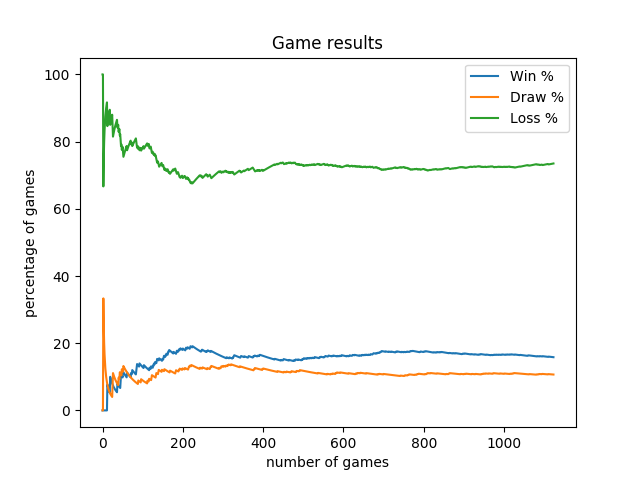 Game results
percentage of games
100
80
60
40
20
0
Win %
Draw %
Loss %
0
200
400
600
800
1000
number of games